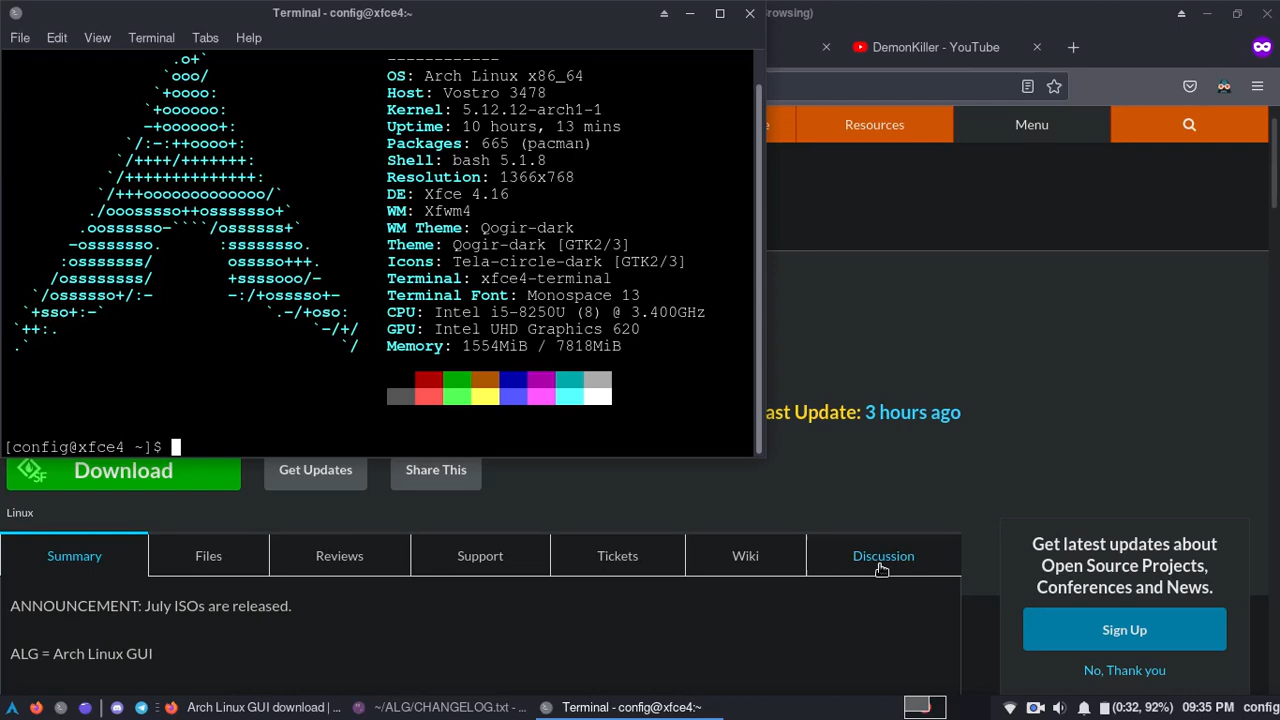 Terminal - config@xfce4:~
rowsing)
File Edit View Terminal Tabs Help
DemonKiller - YouTube
------------
OS: Arch Linux x86_64
Host: Vostro 3478
Kernel: 5.12.12-arch1-1
Uptime: 10 hours, 13 mins
Packages: 665 (pacman)
Shell: bash 5.1.8
Resolution: 1366x768
DE: Xfce 4.16
WM: Xfwm4
WM Theme: Qogir-dark
Theme: Qogir-dark [GTK2/3]
Icons: Tela-circle-dark [GTK2/3]
Terminal: xfce4-terminal
Terminal Font: Monospace 13
CPU: Intel i5-8250U (8) @ 3.400GHz
GPU: Intel UHD Graphics 620
Memory: 1554MiB / 7818MiB
[config@xfce4 ~]$
e Resources Menu
ast Update: 3 hours ago
SF Download Get Updates Share This
Linux
Summary Files Reviews Support Tickets Wiki Discussion
ANNOUNCEMENT: July ISOs are released.
ALG = Arch Linux GUI
Get latest updates about
Open Source Projects,
Conferences and News.
Sign Up
No, Thank you
Arch Linux GUI download | ... ~/ALG/CHANGELOG.txt - ... Terminal - config@xfce4:~ (0:32, 92%) 09:35 PM config